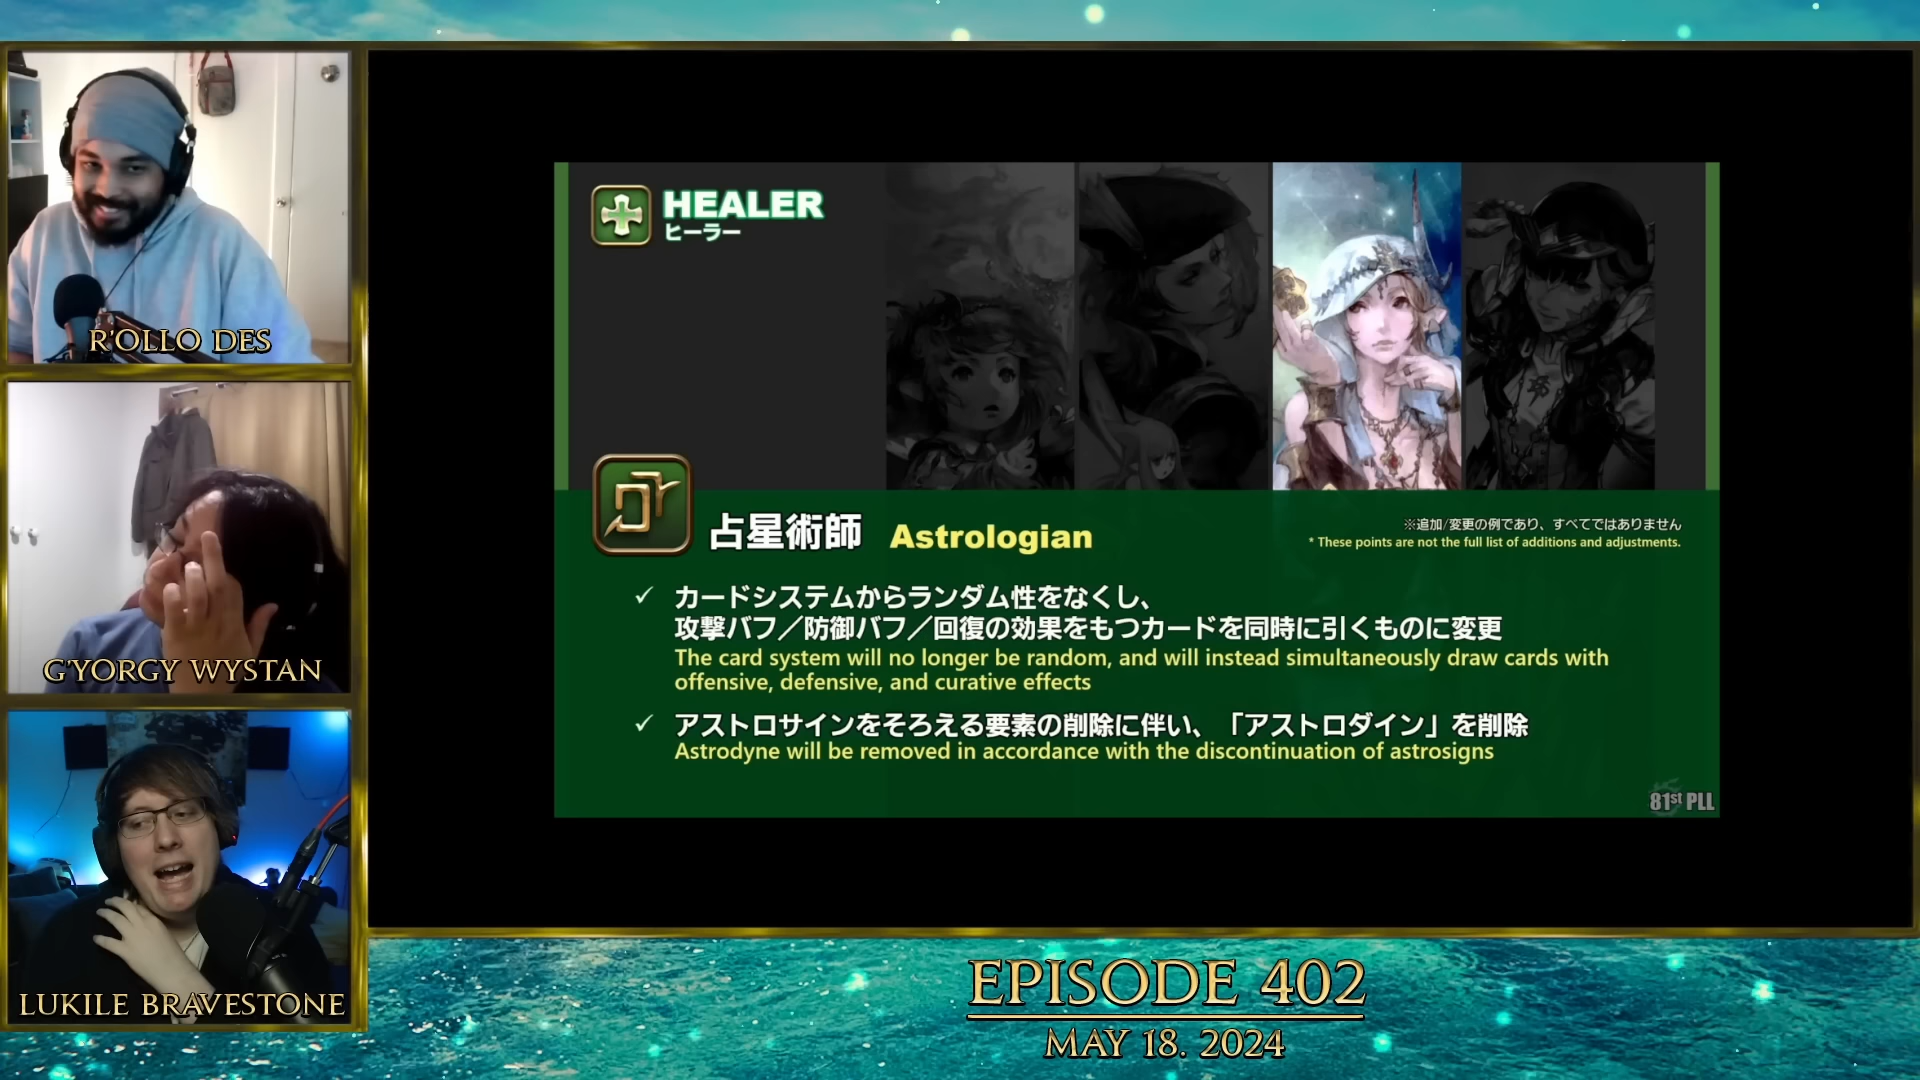 R'OLLO DES
G'YORGY WYSTAN
LUKILE BRAVESTONE
HEALER
ヒーラー
占星術師 Astrologian
※追加/変更の例であり、すべてではありません
* These points are not the full list of additions and adjustments.
✓ カードシステムからランダム性をなくし、
攻撃バフ／防御バフ／回復の効果をもつカードを同時に引くものに変更
The card system will no longer be random, and will instead simultaneously draw cards with
offensive, defensive, and curative effects
✓ アストロサインをそろえる要素の削除に伴い、「アストロダイン」を削除
Astrodyne will be removed in accordance with the discontinuation of astrosigns
81st PLL
EPISODE 402
MAY 18. 2024